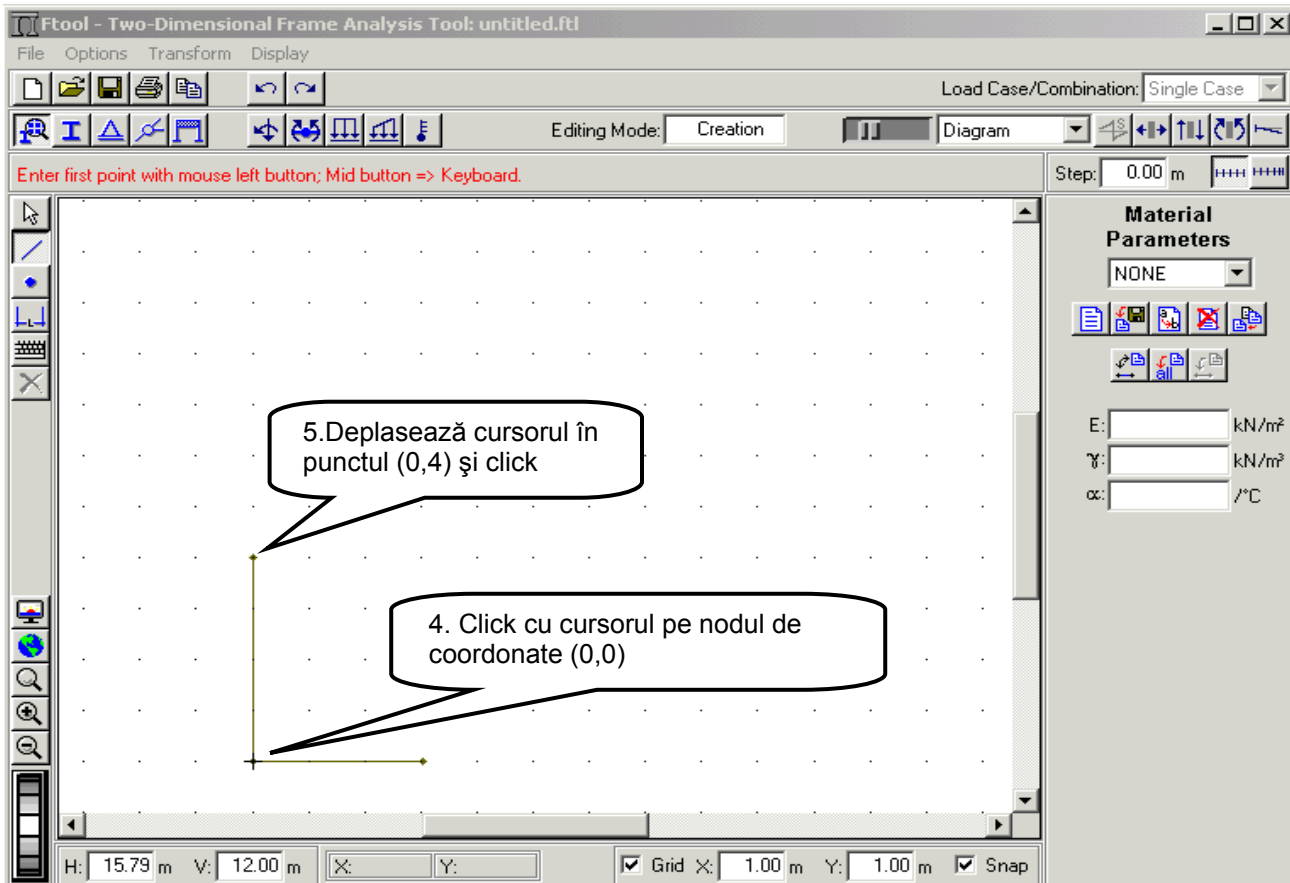 Ftool - Two-Dimensional Frame Analysis Tool: untitled.ftl
File Options Transform Display
Load Case/Combination: Single Case
Editing Mode: Creation Diagram
Enter first point with mouse left button; Mid button => Keyboard.
Step: 0.00 m
Material
Parameters
NONE
all
E: kN/m²
γ: kN/m³
α: /°C
5.Deplasează cursorul în
punctul (0,4) şi click
4. Click cu cursorul pe nodul de
coordonate (0,0)
H: 15.79 m V: 12.00 m X: Y: Grid X: 1.00 m Y: 1.00 m Snap